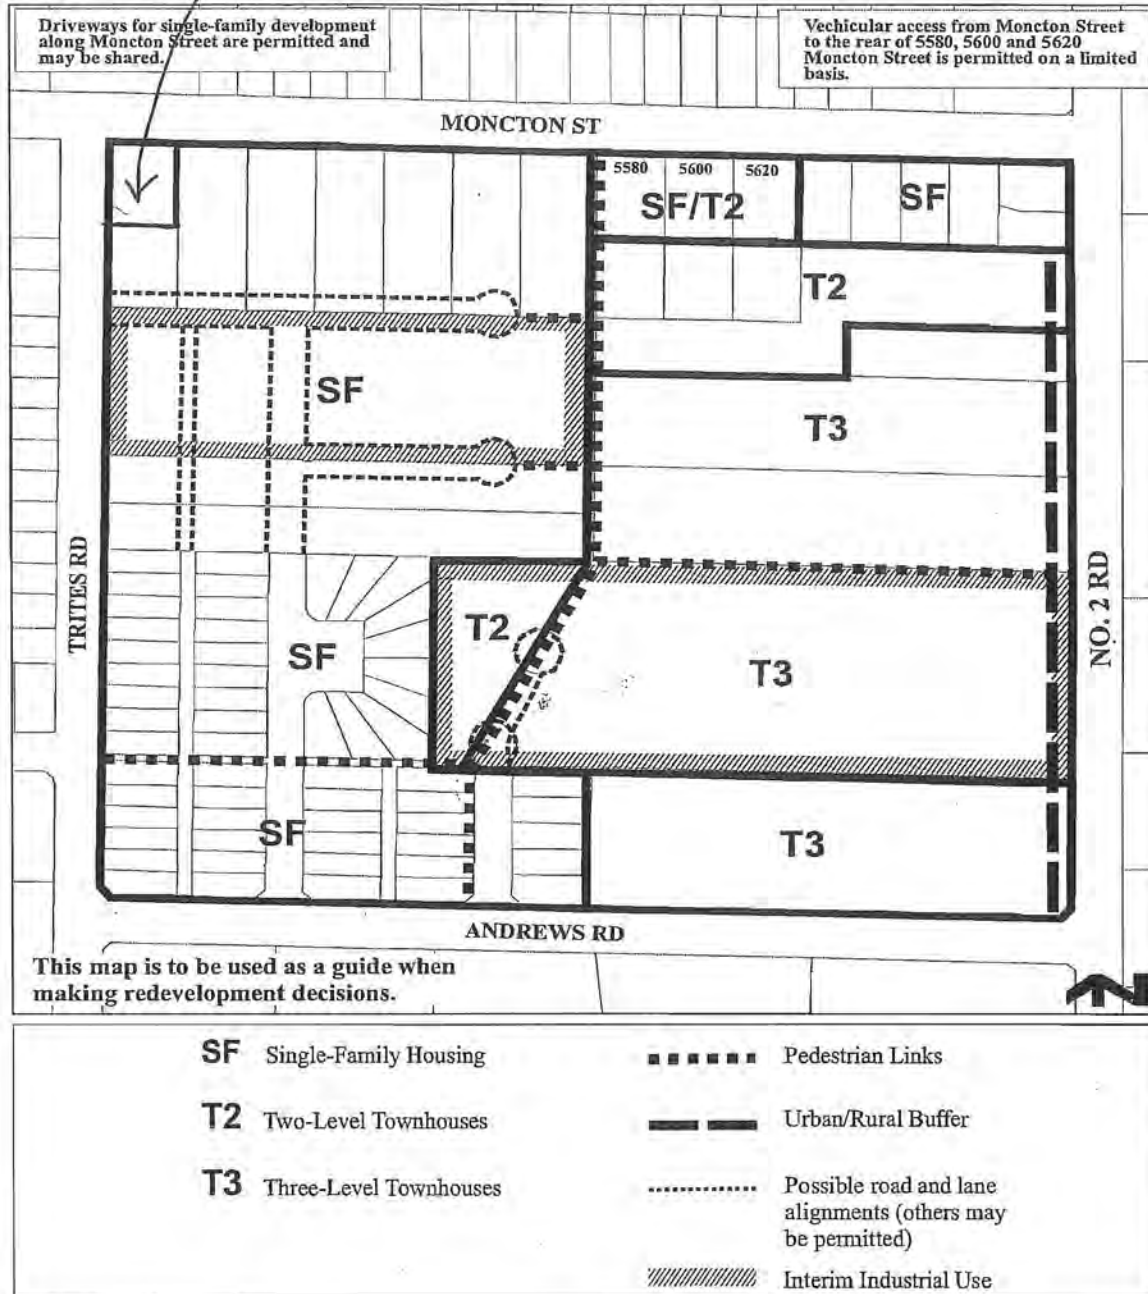 Driveways for single-family development
along Moncton Street are permitted and
may be shared.
Vechicular access from Moncton Street
to the rear of 5580, 5600 and 5620
Moncton Street is permitted on a limited
basis.
MONCTON ST
5580 5600 5620
SF/T2
SF
T2
SF
T3
TRITES RD
NO. 2 RD
T2
SF
T3
SF
T3
ANDREWS RD
This map is to be used as a guide when
making redevelopment decisions.
N
SF Single-Family Housing
Pedestrian Links
T2 Two-Level Townhouses
Urban/Rural Buffer
T3 Three-Level Townhouses
Possible road and lane
alignments (others may
be permitted)
Interim Industrial Use